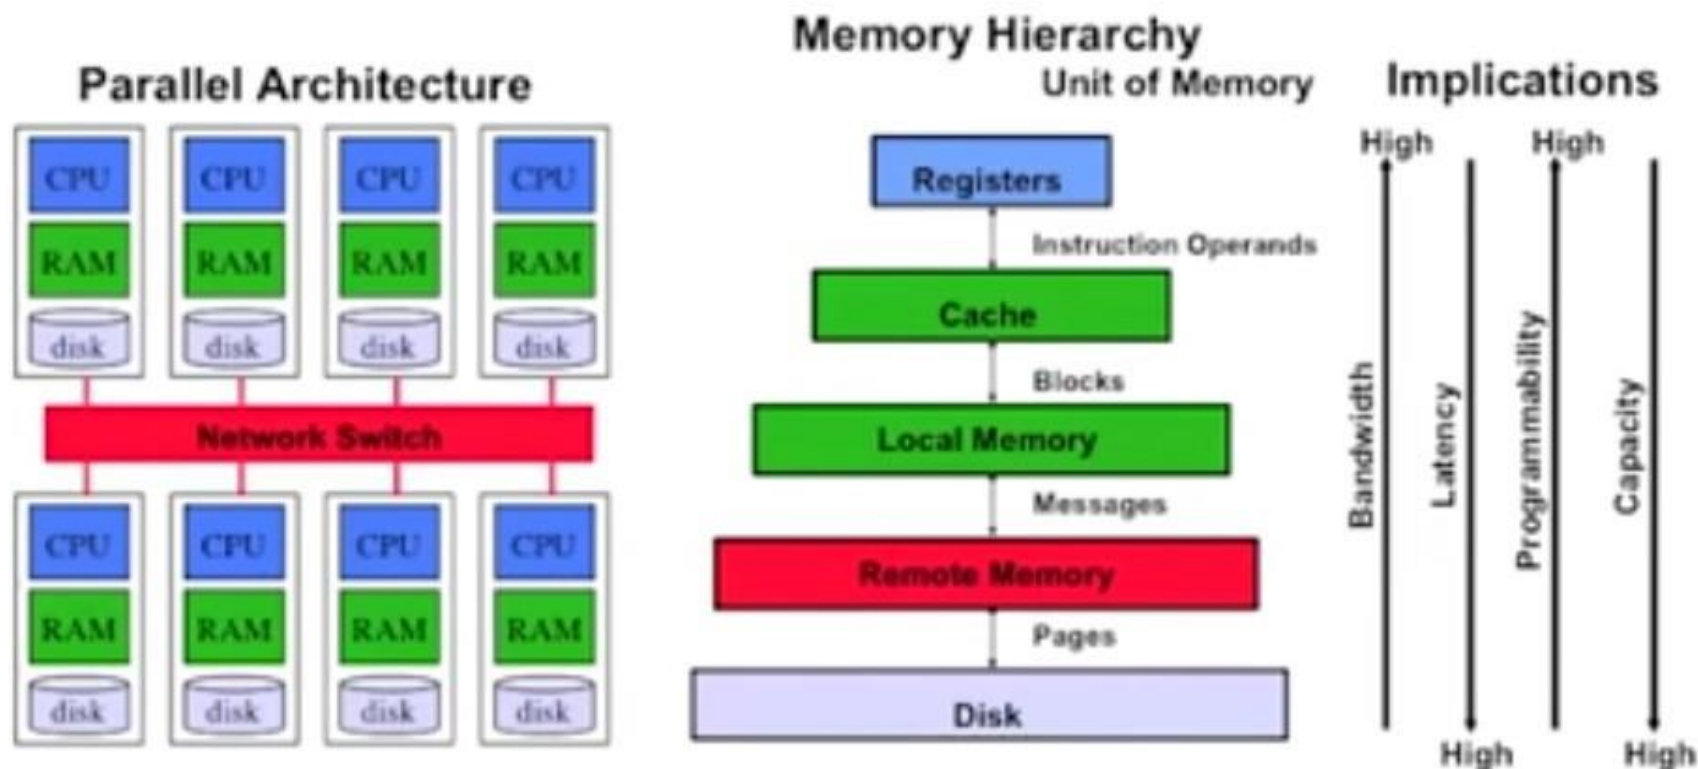 Parallel Architecture
CPU CPU CPU CPU
RAM RAM RAM RAM
disk disk disk disk
Network Switch
CPU CPU CPU CPU
RAM RAM RAM RAM
disk disk disk disk
Memory Hierarchy
Unit of Memory
Registers
Instruction Operands
Cache
Blocks
Local Memory
Messages
Remote Memory
Pages
Disk
Implications
High High
Bandwidth
Latency
Programmability
Capacity
High High